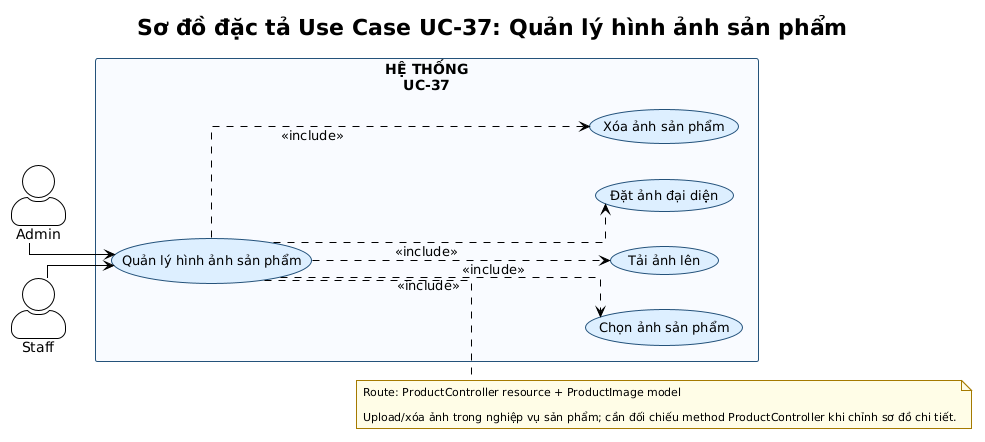 Sơ đồ đặc tả Use Case UC-37: Quản lý hình ảnh sản phẩm
HỆ THỐNG
UC-37
Xóa ảnh sản phẩm
«include»
Đặt ảnh đại diện
Admin
«include»
Quản lý hình ảnh sản phẩm
Tải ảnh lên
«include»
«include»
Chọn ảnh sản phẩm
Staff
Route: ProductController resource + ProductImage model
Upload/xóa ảnh trong nghiệp vụ sản phẩm; cần đối chiếu method ProductController khi chỉnh sơ đồ chi tiết.